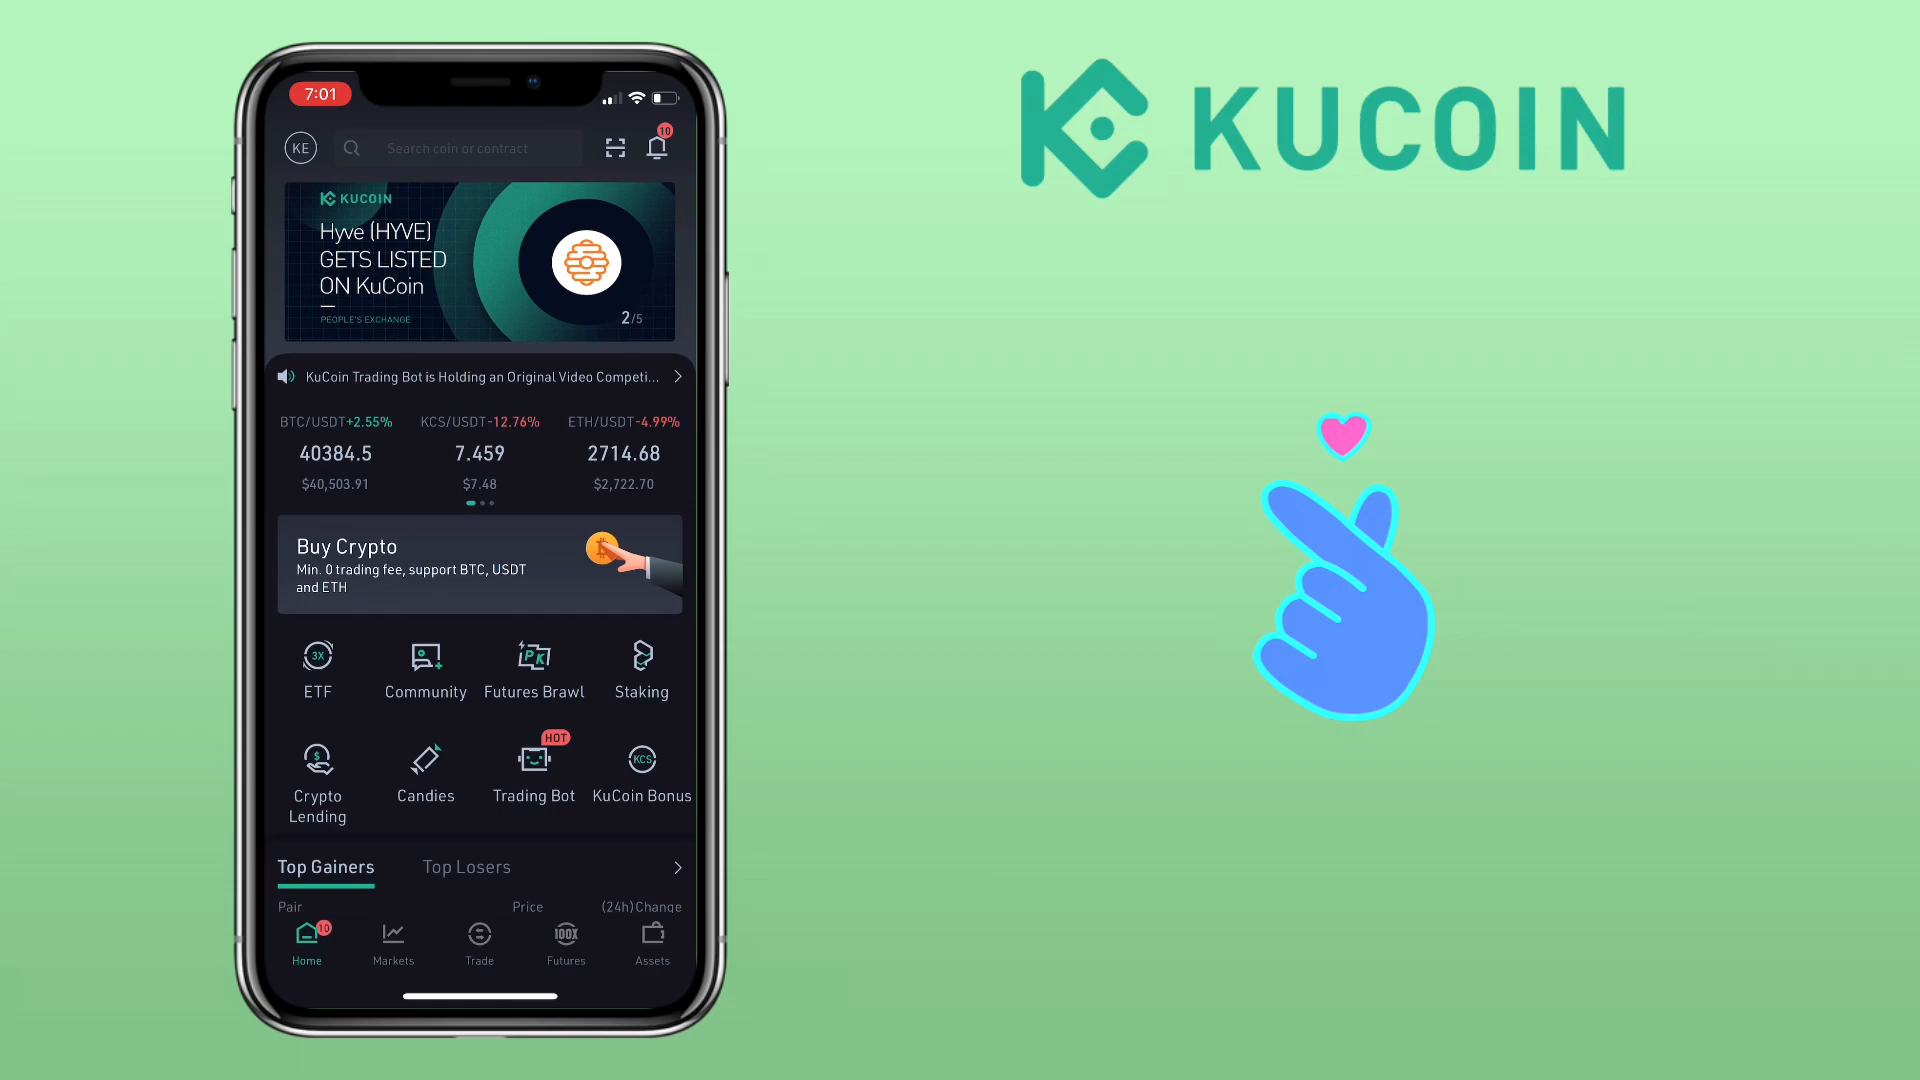 7:01
KE
Search coin or contract
10
KUCOIN
Hyve (HYVE)
GETS LISTED
ON KuCoin
PEOPLE'S EXCHANGE
2/5
KuCoin Trading Bot is Holding an Original Video Competi...
BTC/USDT+2.55% KCS/USDT-12.76% ETH/USDT-4.99%
40384.5 7.459 2714.68
$40,503.91 $7.48 $2,722.70
Buy Crypto
Min. 0 trading fee, support BTC, USDT
and ETH
3X
PK
ETF Community Futures Brawl Staking
$
HOT
KCS
Crypto Candies Trading Bot KuCoin Bonus
Lending
Top Gainers Top Losers
Pair Price (24h)Change
10
100X
Home Markets Trade Futures Assets
KUCOIN